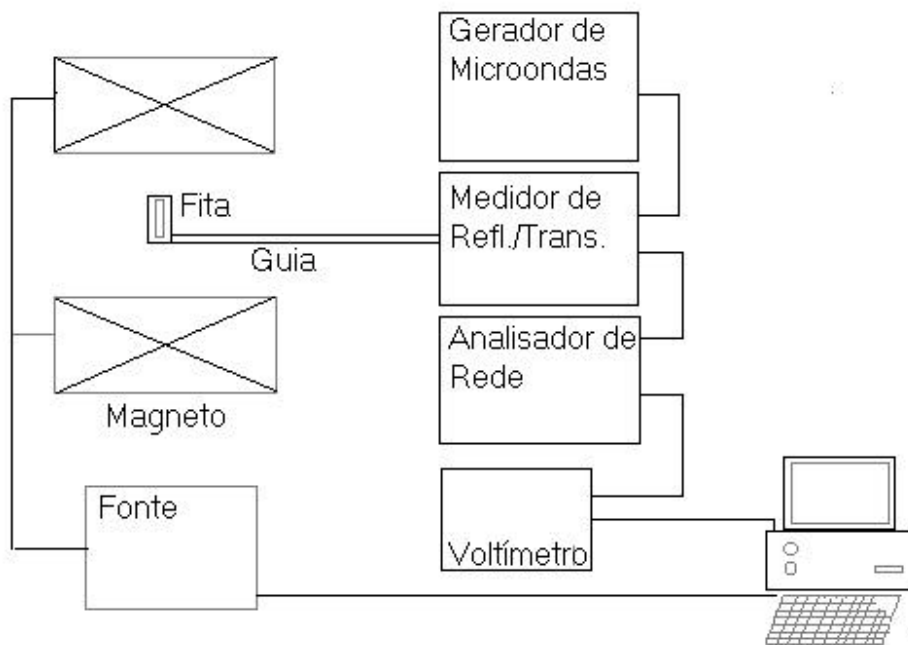 Gerador de
Microondas
Fita
Guia
Medidor de
Refl./Trans.
Analisador de
Rede
Magneto
Fonte
Voltímetro